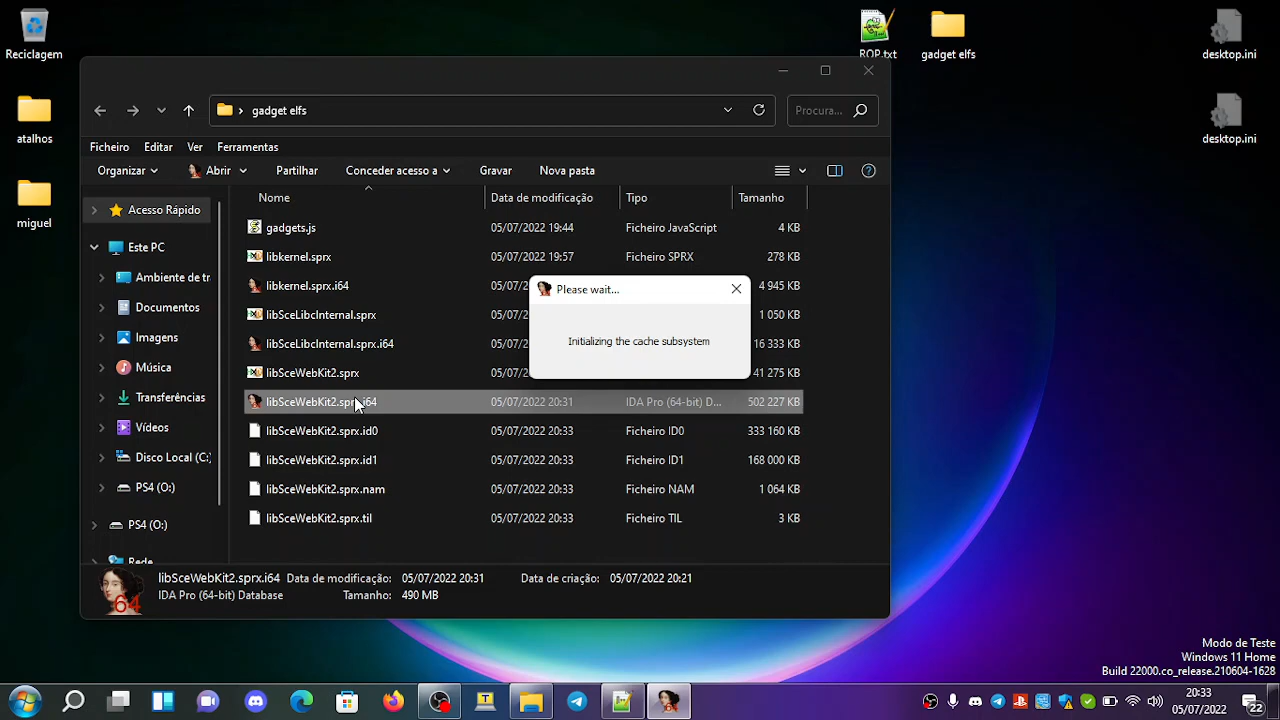 Reciclagem
atalhos
miguel
ROP.txt
gadget elfs
desktop.ini
desktop.ini
gadget elfs
Procura...
Ficheiro Editar Ver Ferramentas
Organizar Abrir Partilhar Conceder acesso a Gravar Nova pasta
Nome Data de modificação Tipo Tamanho
Acesso Rápido
Este PC
Ambiente de tr
Documentos
Imagens
Música
Transferências
Vídeos
Disco Local (C:
PS4 (O:)
PS4 (O:)
Rede
gadgets.js 05/07/2022 19:44 Ficheiro JavaScript 4 KB
libkernel.sprx 05/07/2022 19:57 Ficheiro SPRX 278 KB
libkernel.sprx.i64 05/07/2 4 945 KB
libSceLibcInternal.sprx 05/07/2 1 050 KB
libSceLibcInternal.sprx.i64 05/07/2 16 333 KB
libSceWebKit2.sprx 05/07/2 41 275 KB
libSceWebKit2.sprx.i64 05/07/2022 20:31 IDA Pro (64-bit) D... 502 227 KB
libSceWebKit2.sprx.id0 05/07/2022 20:33 Ficheiro ID0 333 160 KB
libSceWebKit2.sprx.id1 05/07/2022 20:33 Ficheiro ID1 168 000 KB
libSceWebKit2.sprx.nam 05/07/2022 20:33 Ficheiro NAM 1 064 KB
libSceWebKit2.sprx.til 05/07/2022 20:33 Ficheiro TIL 3 KB
Please wait...
Initializing the cache subsystem
64
libSceWebKit2.sprx.i64 Data de modificação: 05/07/2022 20:31 Data de criação: 05/07/2022 20:21
IDA Pro (64-bit) Database Tamanho: 490 MB
Modo de Teste
Windows 11 Home
Build 22000.co_release.210604-1628
20:33
05/07/2022
22